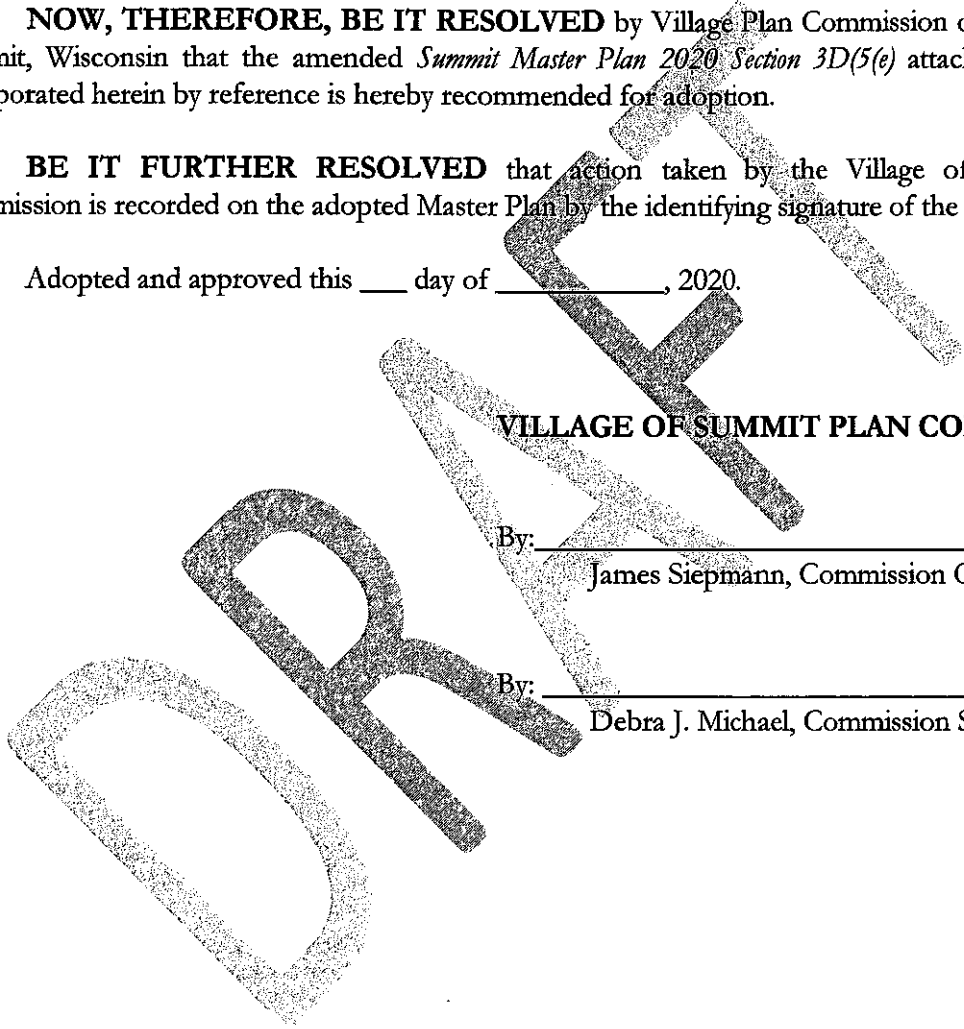 NOW, THEREFORE, BE IT RESOLVED by Village Plan Commission
nit, Wisconsin that the amended Summit Master Plan 2020 Section 3D(5(e) attac
porated herein by reference is hereby recommended for adoption.
BE IT FURTHER RESOLVED that action taken by the Village of
mission is recorded on the adopted Master Plan by the identifying signature of the
Adopted and approved this ___ day of ___________, 2020.
VILLAGE OF SUMMIT PLAN CO
By:
James Siepmann, Commission
By:
Debra J. Michael, Commission S
DRAFT